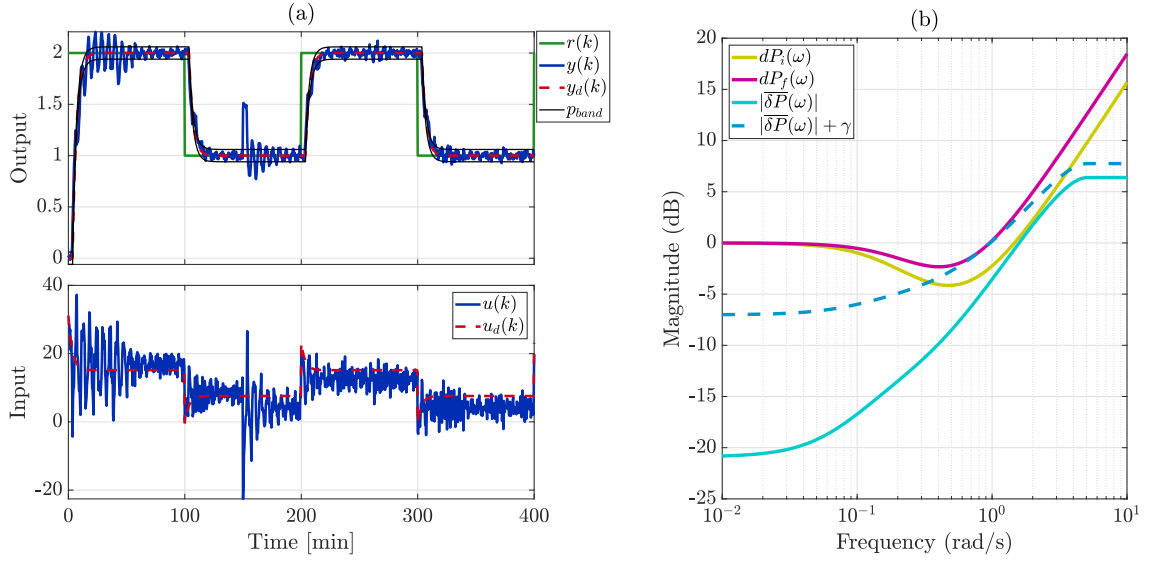 (a)
2
1.5
1
0.5
0
Output
r(k)
y(k)
y_d(k)
p_{band}
40
20
0
-20
Input
u(k)
u_d(k)
0
100
200
300
400
Time [min]
(b)
20
15
10
5
0
-5
-10
-15
-20
-25
Magnitude (dB)
dP_i(ω)
dP_f(ω)
|\overline{δP}(ω)|
|\overline{δP}(ω)| + γ
10^{-2}
10^{-1}
10^0
10^1
Frequency (rad/s)